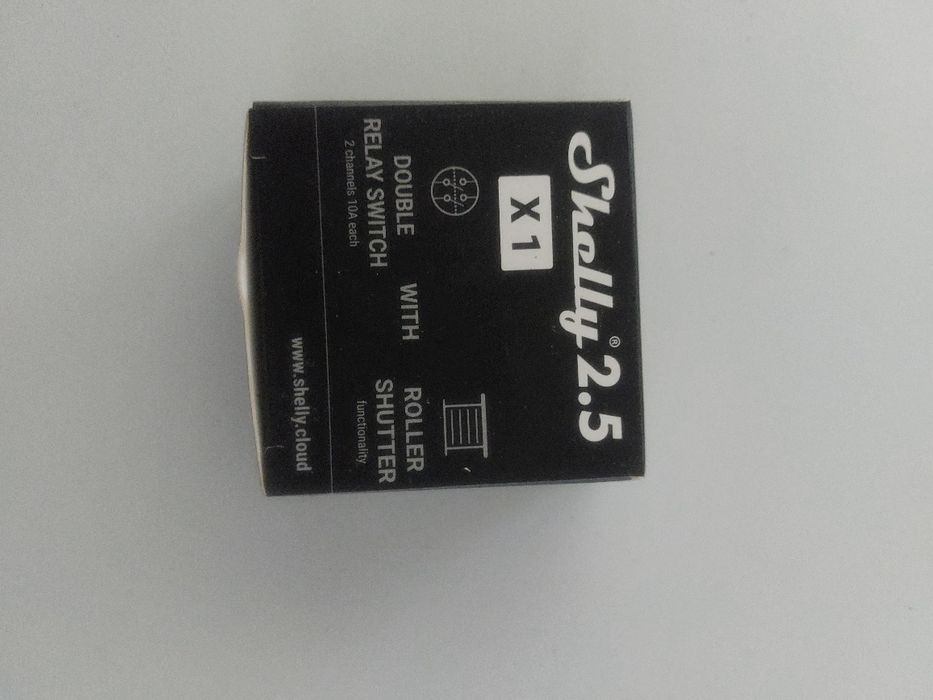 Shelly® 2.5
X1
DOUBLE
RELAY SWITCH
2 channels 10A each
WITH
ROLLER
SHUTTER
functionality
www.shelly.cloud